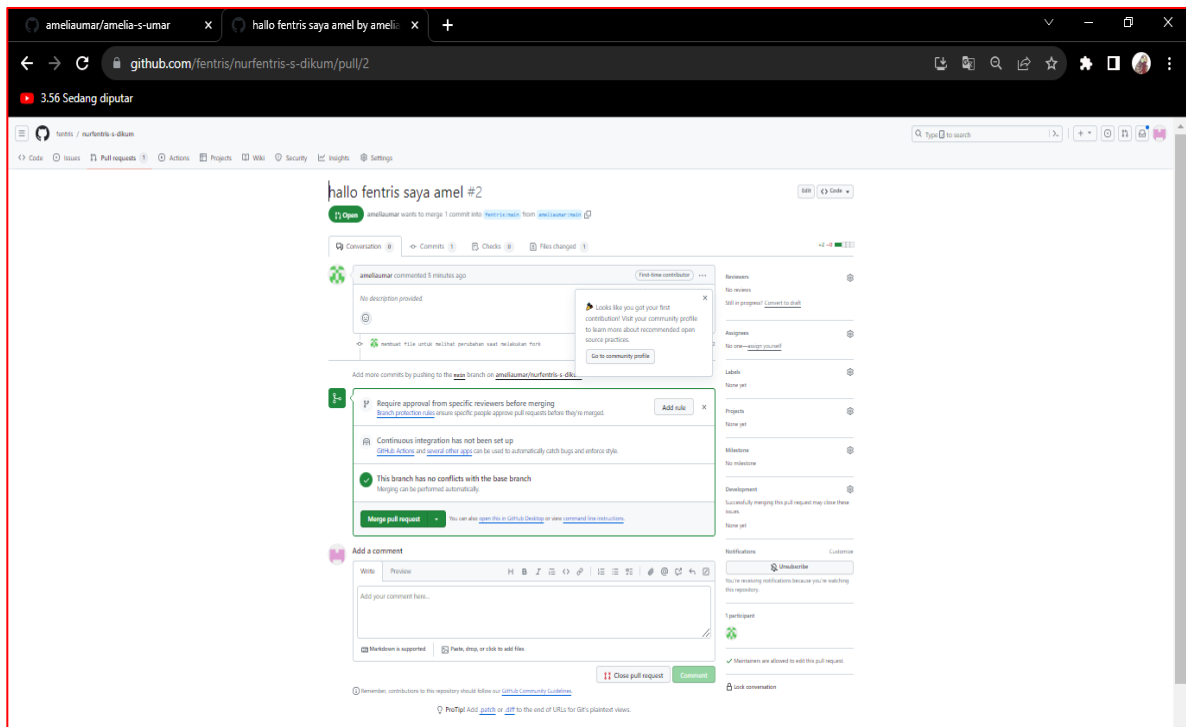 ameliaumar/amelia-s-umar
hallo fentris saya amel by amelia
github.com/fentris/nurfentris-s-dikum/pull/2
3.56 Sedang diputar
fentris / nurfentris-s-dikum
Type / to search
Code Issues Pull requests 1 Actions Projects Wiki Security Insights Settings
hallo fentris saya amel #2
Edit Code
Open ameliaumar wants to merge 1 commit into fentris:main from ameliaumar:main
Conversation 0 Commits 1 Checks 0 Files changed 1
+2 −0
ameliaumar commented 5 minutes ago First-time contributor
No description provided.
Looks like you got your first
contribution! Visit your community profile
to learn more about recommended open
source practices.
Go to community profile
membuat file untuk melihat perubahan saat melakukan fork
Add more commits by pushing to the main branch on ameliaumar/nurfentris-s-diku
Require approval from specific reviewers before merging
Branch protection rules ensure specific people approve pull requests before they're merged.
Add rule
Continuous integration has not been set up
GitHub Actions and several other apps can be used to automatically catch bugs and enforce style.
This branch has no conflicts with the base branch
Merging can be performed automatically.
Merge pull request You can also open this in GitHub Desktop or view command line instructions.
Add a comment
Write Preview
Add your comment here...
Markdown is supported Paste, drop, or click to add files
Close pull request Comment
Remember, contributions to this repository should follow our GitHub Community Guidelines.
ProTip! Add .patch or .diff to the end of URLs for Git's plaintext views.
Reviewers
No reviews
Still in progress? Convert to draft
Assignees
No one—assign yourself
Labels
None yet
Projects
None yet
Milestone
No milestone
Development
Successfully merging this pull request may close these
issues.
None yet
Notifications Customize
Unsubscribe
You're receiving notifications because you're watching
this repository.
1 participant
Maintainers are allowed to edit this pull request.
Lock conversation